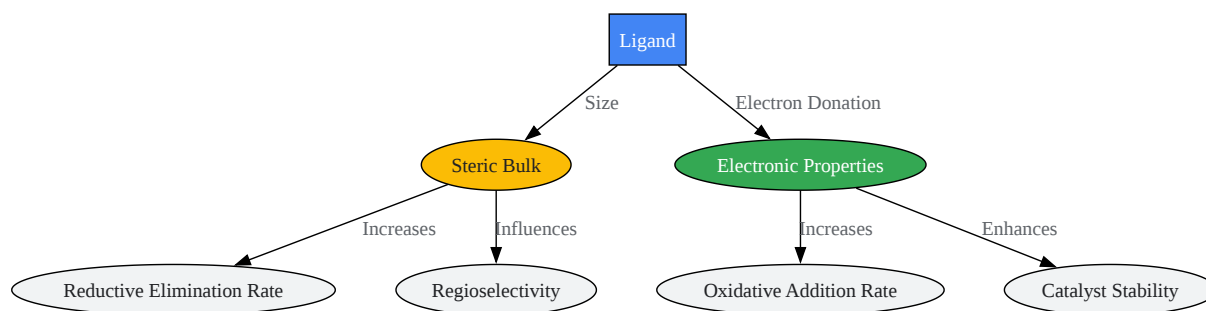 Ligand
Size
Electron Donation
Steric Bulk
Electronic Properties
Increases
Influences
Increases
Enhances
Reductive Elimination Rate
Regioselectivity
Oxidative Addition Rate
Catalyst Stability